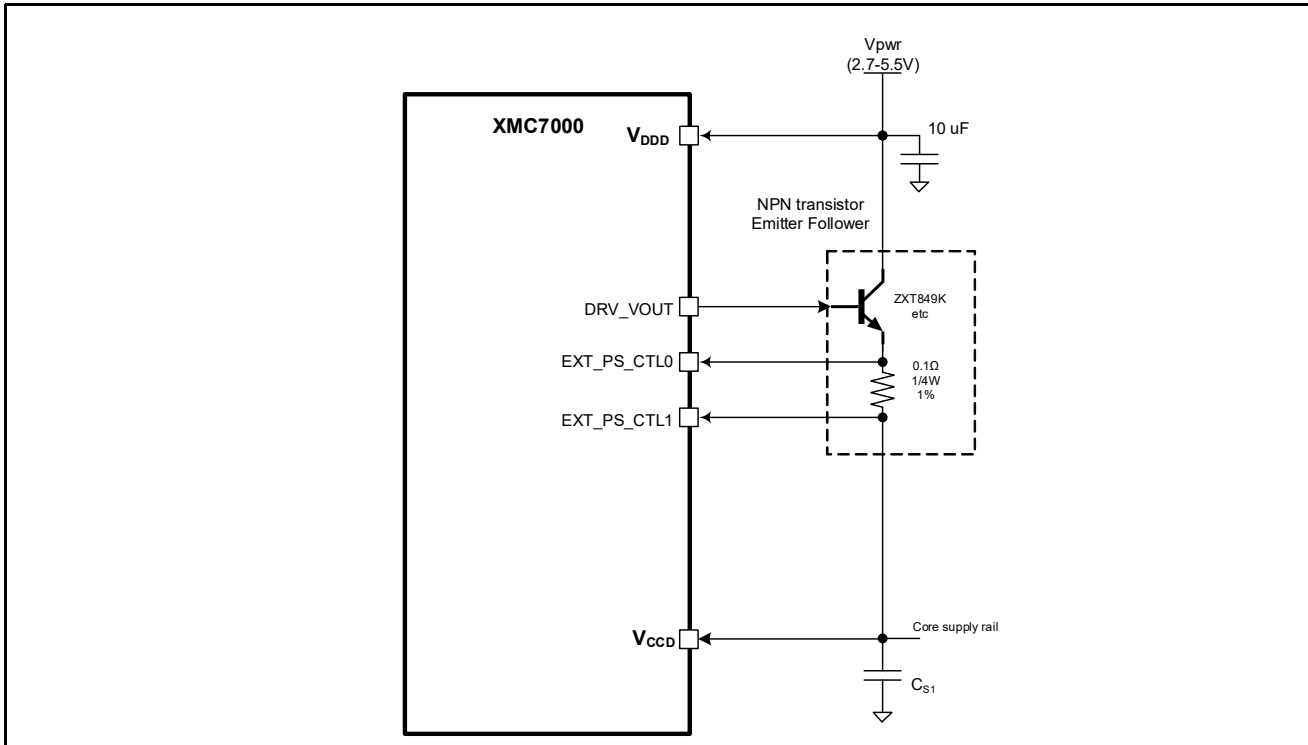 Vpwr
(2.7-5.5V)
XMC7000
VDDD
10 uF
NPN transistor
Emitter Follower
DRV_VOUT
ZXT849K
etc
EXT_PS_CTL0
0.1Ω
1/4W
1%
EXT_PS_CTL1
VCCD
Core supply rail
CS1